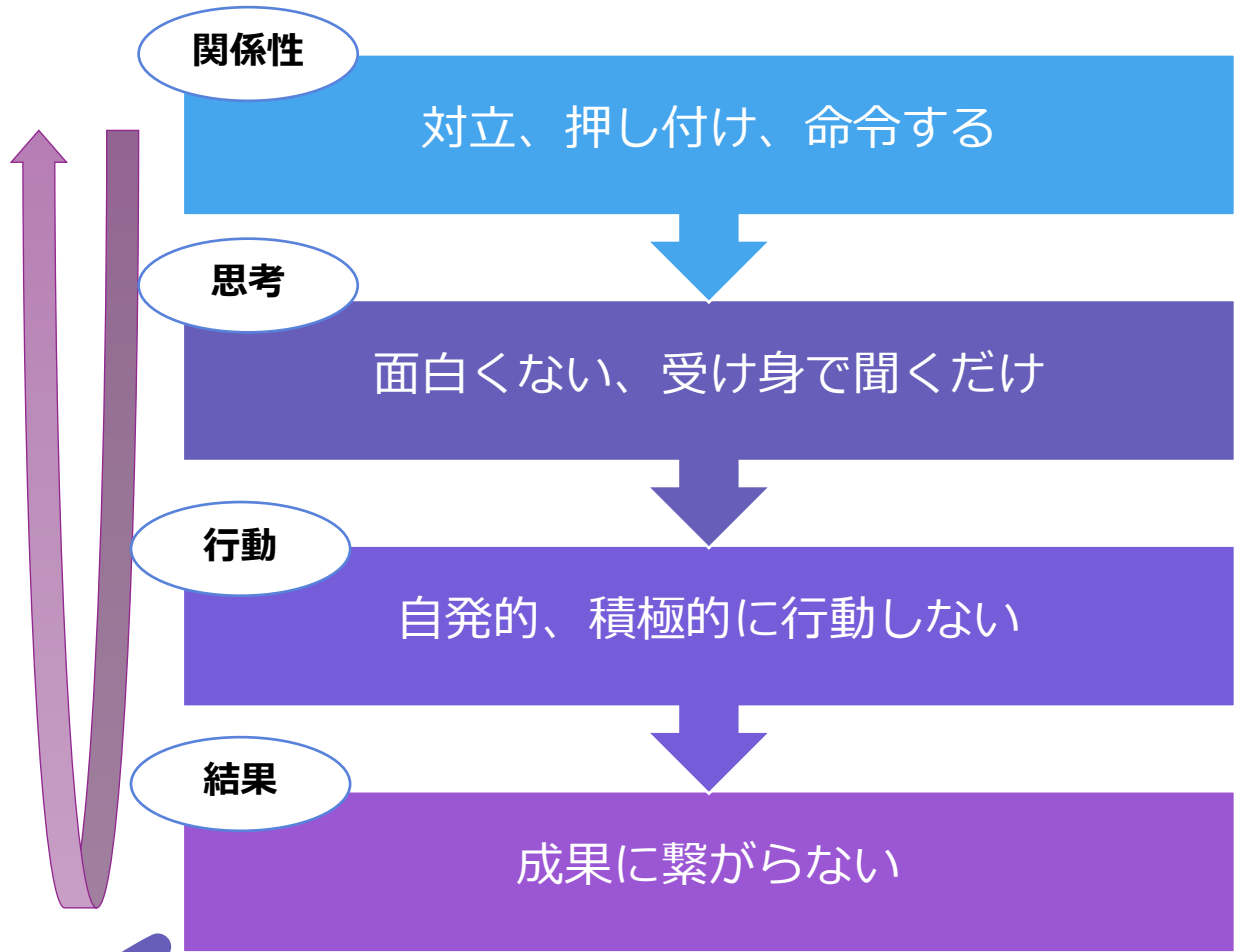 関係性
対立、押し付け、命令する
思考
面白くない、受け身で聞くだけ
行動
自発的、積極的に行動しない
結果
成果に繋がらない